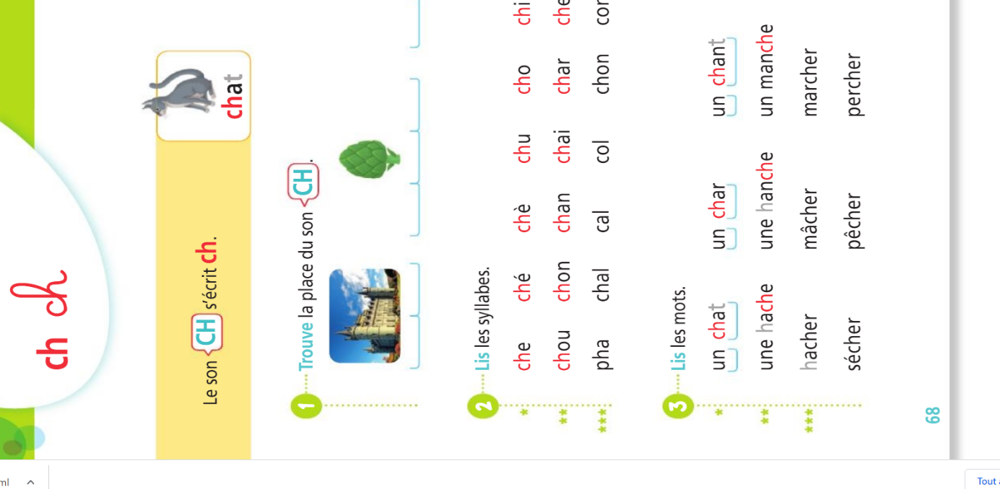 ch ch
Le son CH s'écrit ch.
chat
1 Trouve la place du son CH.
2 Lis les syllabes.
* che ché chè chu cho chi
** chou chon chan chai char che
*** pha chal cal col chon cor
3 Lis les mots.
* un chat un char un chant
** une hache une hanche un manche
*** hacher mâcher marcher
sécher pêcher percher
68
ml
Tout